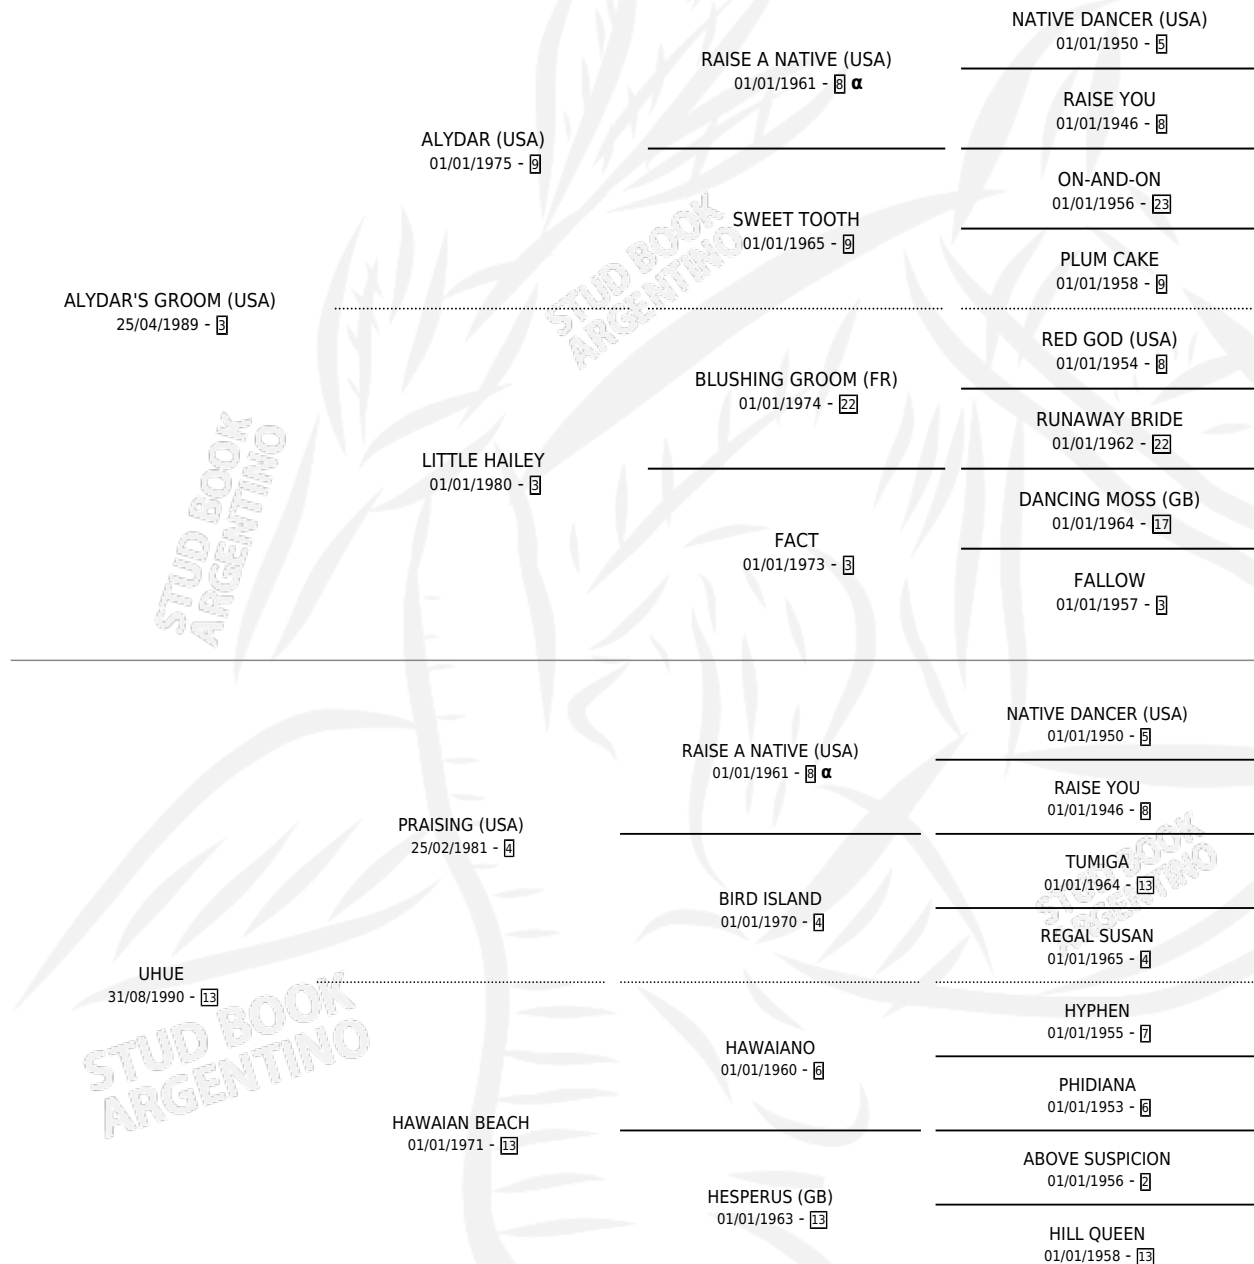 NATIVE DANCER (USA)
01/01/1950 - 5
RAISE A NATIVE (USA)
01/01/1961 - 8 α
RAISE YOU
01/01/1946 - 8
ALYDAR (USA)
01/01/1975 - 9
ON-AND-ON
01/01/1956 - 23
SWEET TOOTH
01/01/1965 - 9
PLUM CAKE
01/01/1958 - 9
ALYDAR'S GROOM (USA)
25/04/1989 - 3
RED GOD (USA)
01/01/1954 - 8
BLUSHING GROOM (FR)
01/01/1974 - 22
RUNAWAY BRIDE
01/01/1962 - 22
LITTLE HAILEY
01/01/1980 - 3
DANCING MOSS (GB)
01/01/1964 - 17
FACT
01/01/1973 - 3
FALLOW
01/01/1957 - 3
NATIVE DANCER (USA)
01/01/1950 - 5
RAISE A NATIVE (USA)
01/01/1961 - 8 α
RAISE YOU
01/01/1946 - 8
PRAISING (USA)
25/02/1981 - 4
TUMIGA
01/01/1964 - 13
BIRD ISLAND
01/01/1970 - 4
REGAL SUSAN
01/01/1965 - 4
UHUE
31/08/1990 - 13
HYPHEN
01/01/1955 - 7
HAWAIANO
01/01/1960 - 6
PHIDIANA
01/01/1953 - 6
HAWAIAN BEACH
01/01/1971 - 13
ABOVE SUSPICION
01/01/1956 - 2
HESPERUS (GB)
01/01/1963 - 13
HILL QUEEN
01/01/1958 - 13
STUD BOOK
ARGENTINO
STUD BOOK
ARGENTINO
STUD BOOK
ARGENTINO
STUD BOOK
ARGENTINO